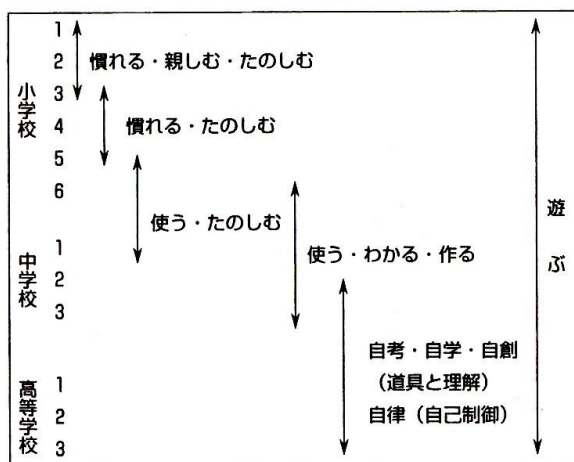 小学校
1
2
3
4
5
6
中学校
1
2
3
高等学校
1
2
3
慣れる・親しむ・たのしむ
慣れる・たのしむ
使う・たのしむ
使う・わかる・作る
自考・自学・自創
(道具と理解)
自律(自己制御)
遊ぶ